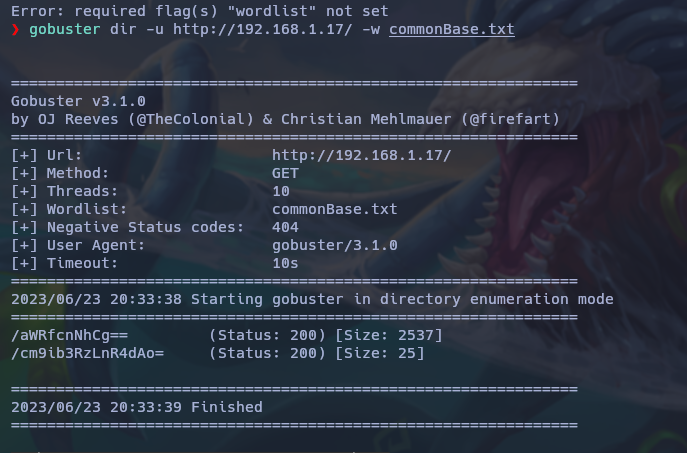 Error: required flag(s) "wordlist" not set
❯ gobuster dir -u http://192.168.1.17/ -w commonBase.txt
===============================================================
Gobuster v3.1.0
by OJ Reeves (@TheColonial) & Christian Mehlmauer (@firefart)
===============================================================
[+] Url:                     http://192.168.1.17/
[+] Method:                  GET
[+] Threads:                 10
[+] Wordlist:                commonBase.txt
[+] Negative Status codes:   404
[+] User Agent:              gobuster/3.1.0
[+] Timeout:                 10s
===============================================================
2023/06/23 20:33:38 Starting gobuster in directory enumeration mode
===============================================================
/aWRfcnNhCg==         (Status: 200) [Size: 2537]
/cm9ib3RzLnR4dAo=     (Status: 200) [Size: 25]
===============================================================
2023/06/23 20:33:39 Finished
===============================================================